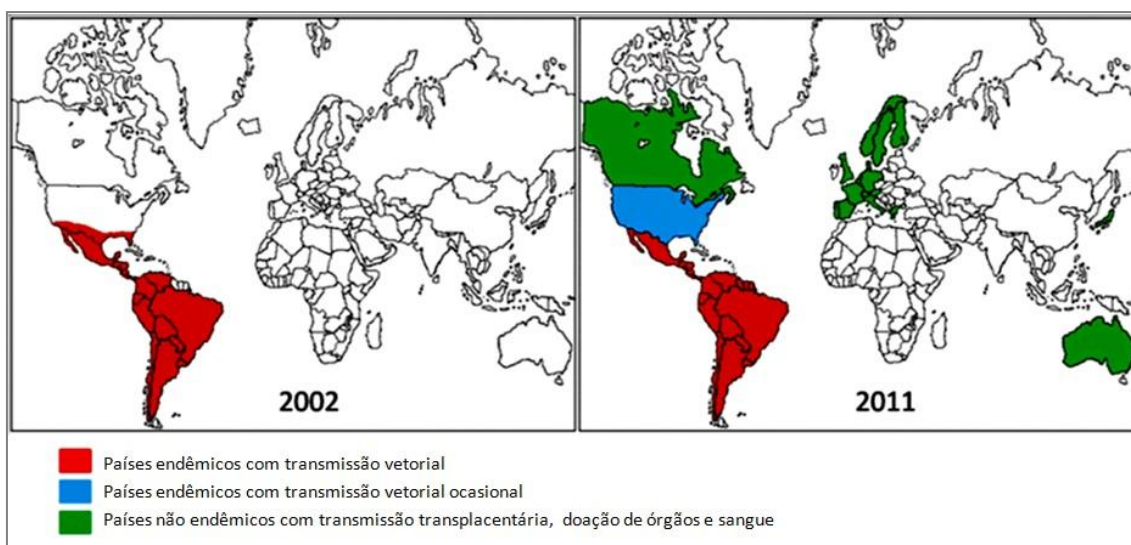 2002
2011
Países endêmicos com transmissão vetorial
Países endêmicos com transmissão vetorial ocasional
Países não endêmicos com transmissão transplacentária, doação de órgãos e sangue